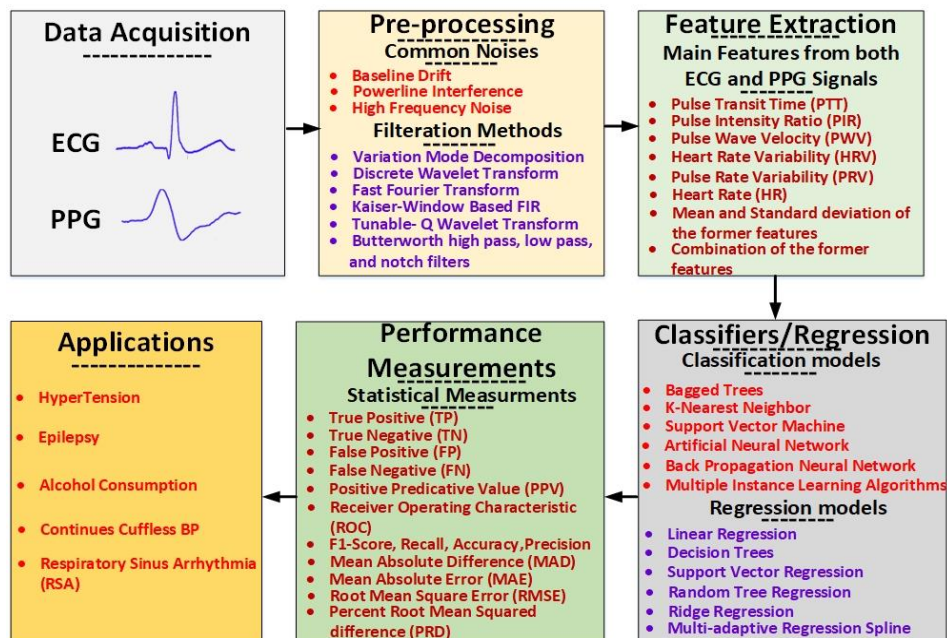 Data Acquisition
ECG
PPG
Pre-processing
Common Noises
Baseline Drift
Powerline Interference
High Frequency Noise
Filteration Methods
Variation Mode Decomposition
Discrete Wavelet Transform
Fast Fourier Transform
Kaiser-Window Based FIR
Tunable- Q Wavelet Transform
Butterworth high pass, low pass,
and notch filters
Feature Extraction
Main Features from both
ECG and PPG Signals
Pulse Transit Time (PTT)
Pulse Intensity Ratio (PIR)
Pulse Wave Velocity (PWV)
Heart Rate Variability (HRV)
Pulse Rate Variability (PRV)
Heart Rate (HR)
Mean and Standard deviation of
the former features
Combination of the former
features
Classifiers/Regression
Classification models
Bagged Trees
K-Nearest Neighbor
Support Vector Machine
Artificial Neural Network
Back Propagation Neural Network
Multiple Instance Learning Algorithms
Regression models
Linear Regression
Decision Trees
Support Vector Regression
Random Tree Regression
Ridge Regression
Multi-adaptive Regression Spline
Performance
Measurements
Statistical Measurments
True Positive (TP)
True Negative (TN)
False Positive (FP)
False Negative (FN)
Positive Predicative Value (PPV)
Receiver Operating Characteristic
(ROC)
F1-Score, Recall, Accuracy,Precision
Mean Absolute Difference (MAD)
Mean Absolute Error (MAE)
Root Mean Square Error (RMSE)
Percent Root Mean Squared
difference (PRD)
Applications
HyperTension
Epilepsy
Alcohol Consumption
Continues Cuffless BP
Respiratory Sinus Arrhythmia
(RSA)